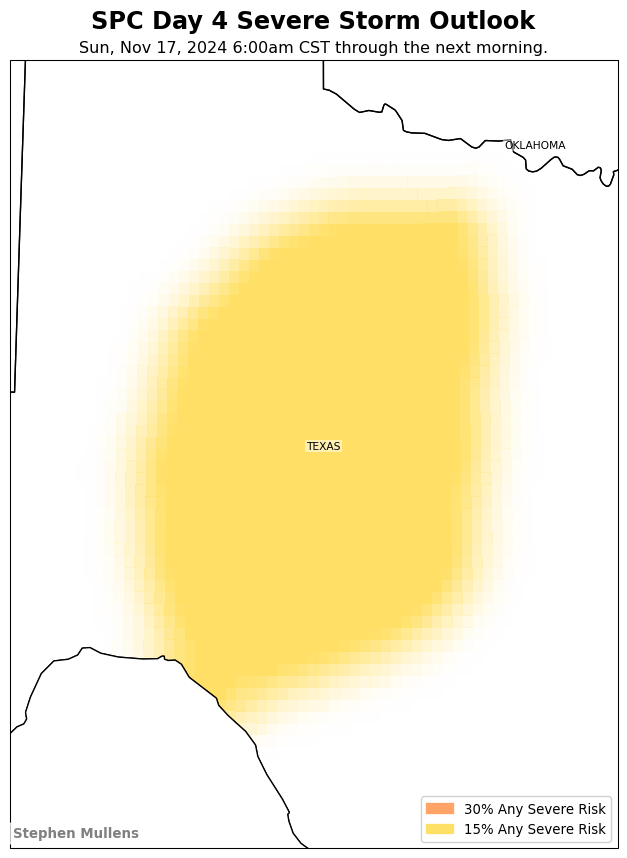 SPC Day 4 Severe Storm Outlook
Sun, Nov 17, 2024 6:00am CST through the next morning.
OKLAHOMA
TEXAS
30% Any Severe Risk
15% Any Severe Risk
Stephen Mullens